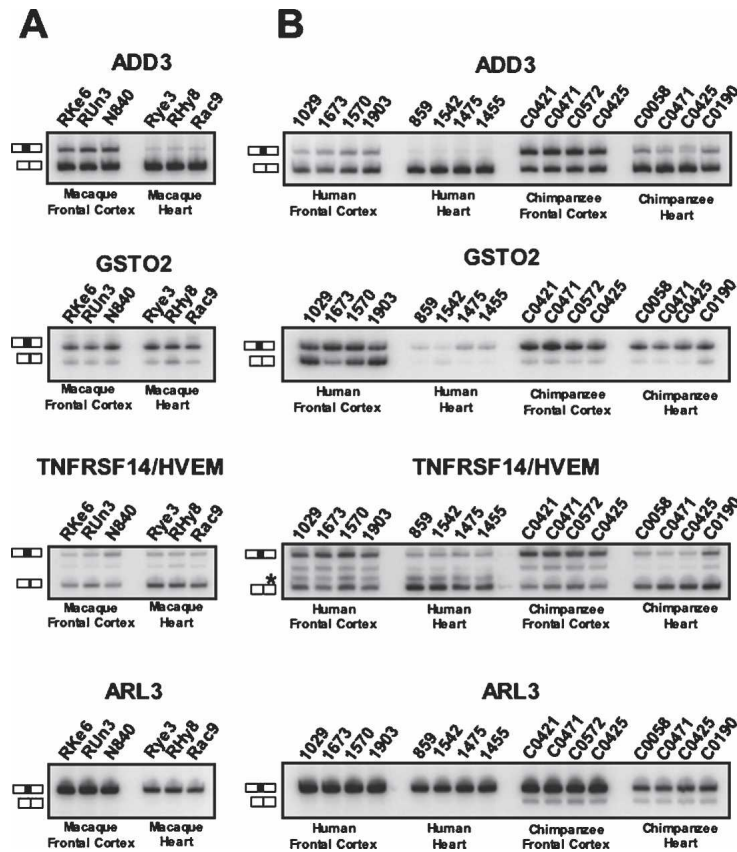 A
B
ADD3
RKe6 RUn3 N840 Rye3 RHy8 Rac9
Macaque Frontal Cortex
Macaque Heart
ADD3
1029 1673 1570 1903 859 1542 1475 1455 C0421 C0471 C0572 C0425 C0058 C0471 C0425 C0190
Human Frontal Cortex
Human Heart
Chimpanzee Frontal Cortex
Chimpanzee Heart
GSTO2
RKe6 RUn3 N840 Rye3 RHy8 Rac9
Macaque Frontal Cortex
Macaque Heart
GSTO2
1029 1673 1570 1903 859 1542 1475 1455 C0421 C0471 C0572 C0425 C0058 C0471 C0425 C0190
Human Frontal Cortex
Human Heart
Chimpanzee Frontal Cortex
Chimpanzee Heart
TNFRSF14/HVEM
RKe6 RUn3 N840 Rye3 RHy8 Rac9
Macaque Frontal Cortex
Macaque Heart
TNFRSF14/HVEM
1029 1673 1570 1903 859 1542 1475 1455 C0421 C0471 C0572 C0425 C0058 C0471 C0425 C0190
*
Human Frontal Cortex
Human Heart
Chimpanzee Frontal Cortex
Chimpanzee Heart
ARL3
RKe6 RUn3 N840 Rye3 RHy8 Rac9
Macaque Frontal Cortex
Macaque Heart
ARL3
1029 1673 1570 1903 859 1542 1475 1455 C0421 C0471 C0572 C0425 C0058 C0471 C0425 C0190
Human Frontal Cortex
Human Heart
Chimpanzee Frontal Cortex
Chimpanzee Heart